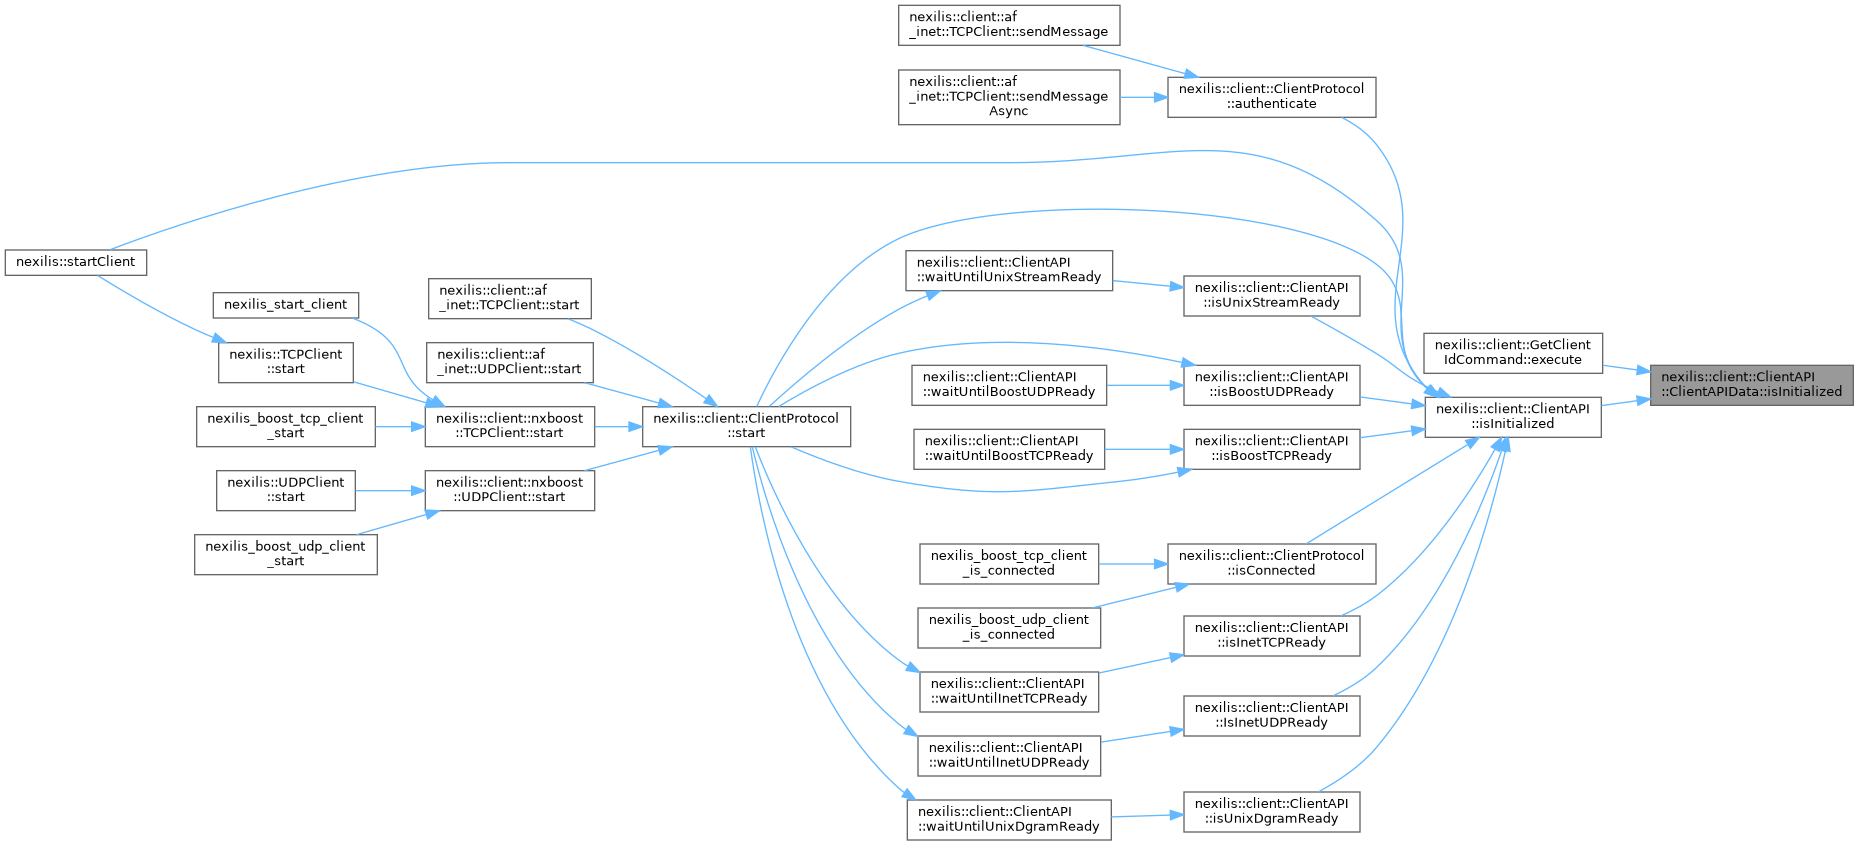 nexilis::client::af
_inet::TCPClient::sendMessage
nexilis::client::af
_inet::TCPClient::sendMessage
Async
nexilis::client::ClientProtocol
::authenticate
nexilis::startClient
nexilis::client::ClientAPI
::waitUntilUnixStreamReady
nexilis::client::ClientAPI
::isUnixStreamReady
nexilis::client::af
_inet::TCPClient::start
nexilis_start_client
nexilis::TCPClient
::start
nexilis::client::af
_inet::UDPClient::start
nexilis::client::GetClient
IdCommand::execute
nexilis::client::ClientAPI
::ClientAPIData::isInitialized
nexilis::client::ClientAPI
::waitUntilBoostUDPReady
nexilis::client::ClientAPI
::isBoostUDPReady
nexilis::client::ClientAPI
::isInitialized
nexilis_boost_tcp_client
_start
nexilis::client::nxboost
::TCPClient::start
nexilis::client::ClientProtocol
::start
nexilis::client::ClientAPI
::waitUntilBoostTCPReady
nexilis::client::ClientAPI
::isBoostTCPReady
nexilis::UDPClient
::start
nexilis::client::nxboost
::UDPClient::start
nexilis_boost_udp_client
_start
nexilis_boost_tcp_client
_is_connected
nexilis::client::ClientProtocol
::isConnected
nexilis_boost_udp_client
_is_connected
nexilis::client::ClientAPI
::isInetTCPReady
nexilis::client::ClientAPI
::waitUntilInetTCPReady
nexilis::client::ClientAPI
::IsInetUDPReady
nexilis::client::ClientAPI
::waitUntilInetUDPReady
nexilis::client::ClientAPI
::waitUntilUnixDgramReady
nexilis::client::ClientAPI
::isUnixDgramReady